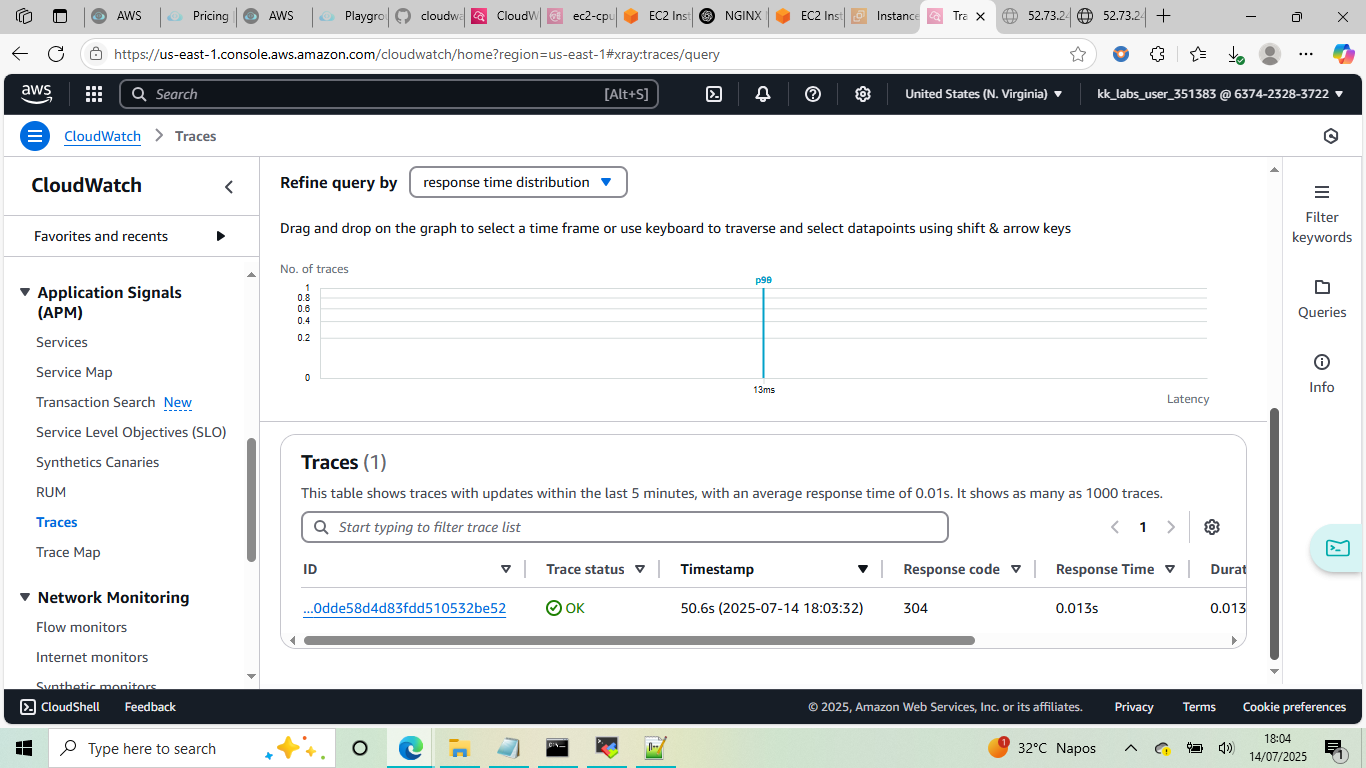 AWS
Pricing
AWS
Playgro
cloudwa
CloudW
ec2-cpu
EC2 Inst
NGINX
EC2 Inst
Instance
Tra
52.73.24
52.73.24
https://us-east-1.console.aws.amazon.com/cloudwatch/home?region=us-east-1#xray:traces/query
aws
Search [Alt+S]
United States (N. Virginia)
kk_labs_user_351383 @ 6374-2328-3722
CloudWatch > Traces
CloudWatch
Favorites and recents
Application Signals
(APM)
Services
Service Map
Transaction Search New
Service Level Objectives (SLO)
Synthetics Canaries
RUM
Traces
Trace Map
Network Monitoring
Flow monitors
Internet monitors
Synthetic monitors
Refine query by response time distribution
Drag and drop on the graph to select a time frame or use keyboard to traverse and select datapoints using shift & arrow keys
No. of traces
1
0.8
0.6
0.4
0.2
0
13ms
Latency
Traces (1)
This table shows traces with updates within the last 5 minutes, with an average response time of 0.01s. It shows as many as 1000 traces.
Start typing to filter trace list
1
ID Trace status Timestamp Response code Response Time Durat
...0dde58d4d83fdd510532be52 OK 50.6s (2025-07-14 18:03:32) 304 0.013s 0.013
Filter
keywords
Queries
Info
CloudShell Feedback © 2025, Amazon Web Services, Inc. or its affiliates. Privacy Terms Cookie preferences
Type here to search
1
32°C Napos
18:04
14/07/2025
1